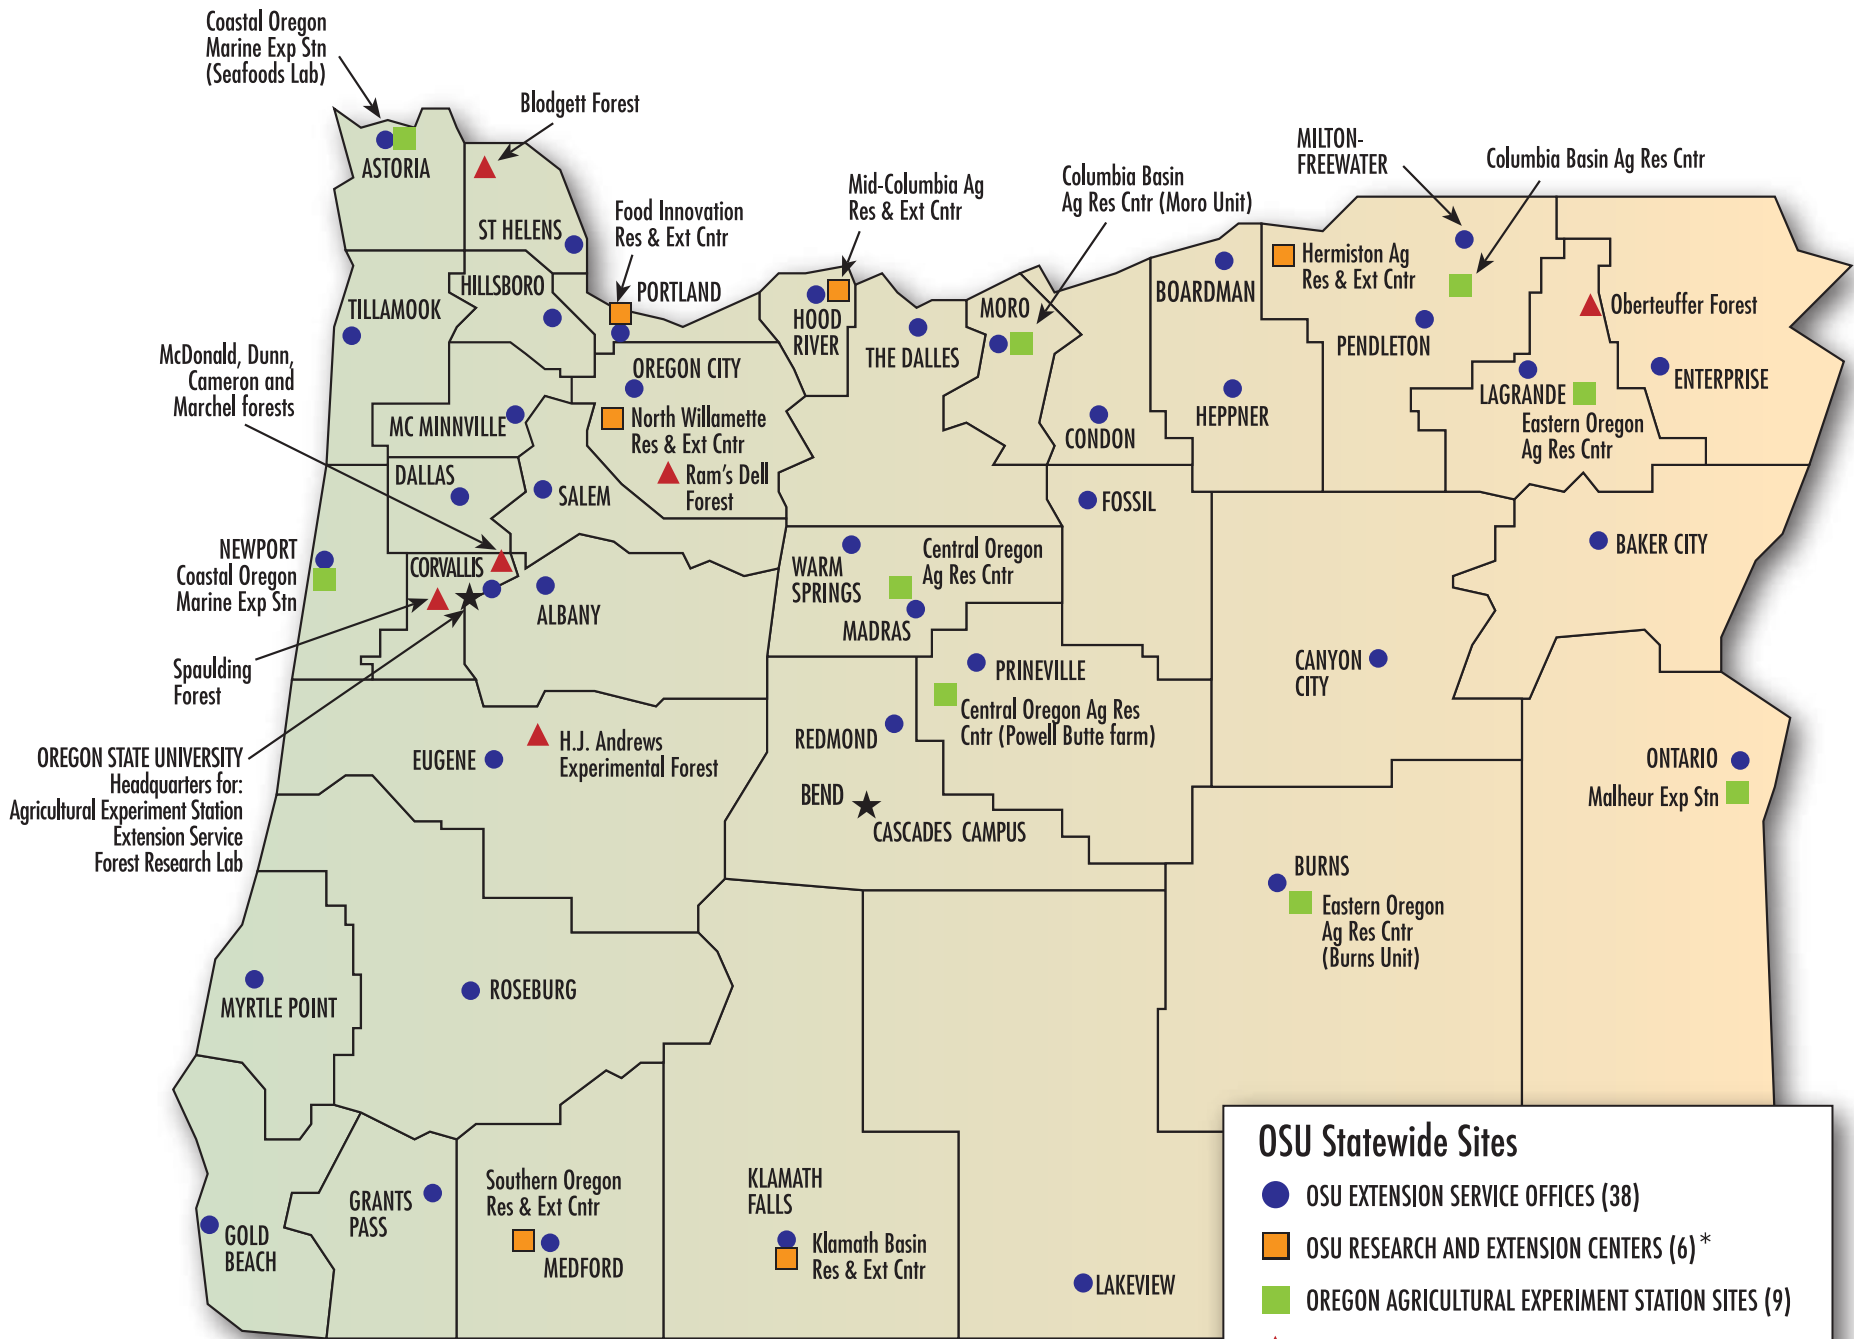 Coastal Oregon
Marine Exp Stn
(Seafoods Lab)
Blodgett Forest
ASTORIA
ST HELENS
Food Innovation
Res & Ext Cntr
Mid-Columbia Ag
Res & Ext Cntr
Columbia Basin
Ag Res Cntr (Moro Unit)
MILTON-
FREEWATER
Columbia Basin Ag Res Cntr
Hermiston Ag
Res & Ext Cntr
HILLSBORO
PORTLAND
TILLAMOOK
HOOD
RIVER
THE DALLES
MORO
BOARDMAN
PENDLETON
Oberteuffer Forest
McDonald, Dunn,
Cameron and
Marchel forests
OREGON CITY
North Willamette
Res & Ext Cntr
Ram's Dell
Forest
MC MINNVILLE
CONDON
HEPPNER
LAGRANDE
Eastern Oregon
Ag Res Cntr
ENTERPRISE
DALLAS
SALEM
FOSSIL
NEWPORT
Coastal Oregon
Marine Exp Stn
CORVALLIS
ALBANY
WARM
SPRINGS
Central Oregon
Ag Res Cntr
MADRAS
BAKER CITY
Spaulding
Forest
PRINEVILLE
Central Oregon Ag Res
Cntr (Powell Butte farm)
CANYON
CITY
OREGON STATE UNIVERSITY
Headquarters for:
Agricultural Experiment Station
Extension Service
Forest Research Lab
EUGENE
H.J. Andrews
Experimental Forest
REDMOND
BEND
CASCADES CAMPUS
ONTARIO
Malheur Exp Stn
BURNS
Eastern Oregon
Ag Res Cntr
(Burns Unit)
MYRTLE POINT
ROSEBURG
GOLD
BEACH
GRANTS
PASS
Southern Oregon
Res & Ext Cntr
MEDFORD
KLAMATH
FALLS
Klamath Basin
Res & Ext Cntr
LAKEVIEW
OSU Statewide Sites
OSU EXTENSION SERVICE OFFICES (38)
OSU RESEARCH AND EXTENSION CENTERS (6)*
OREGON AGRICULTURAL EXPERIMENT STATION SITES (9)